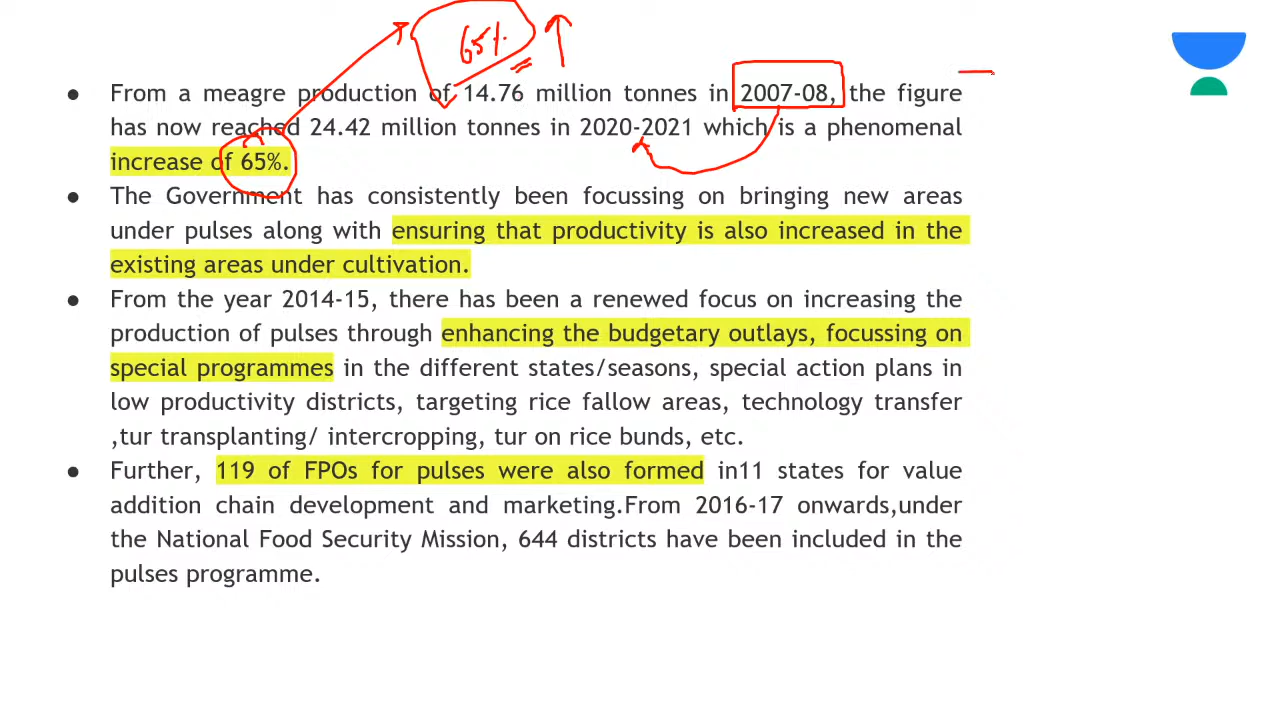 65%
● From a meagre production of 14.76 million tonnes in 2007-08, the figure
has now reached 24.42 million tonnes in 2020-2021 which is a phenomenal
increase of 65%.
● The Government has consistently been focussing on bringing new areas
under pulses along with ensuring that productivity is also increased in the
existing areas under cultivation.
● From the year 2014-15, there has been a renewed focus on increasing the
production of pulses through enhancing the budgetary outlays, focussing on
special programmes in the different states/seasons, special action plans in
low productivity districts, targeting rice fallow areas, technology transfer
,tur transplanting/ intercropping, tur on rice bunds, etc.
● Further, 119 of FPOs for pulses were also formed in11 states for value
addition chain development and marketing.From 2016-17 onwards,under
the National Food Security Mission, 644 districts have been included in the
pulses programme.